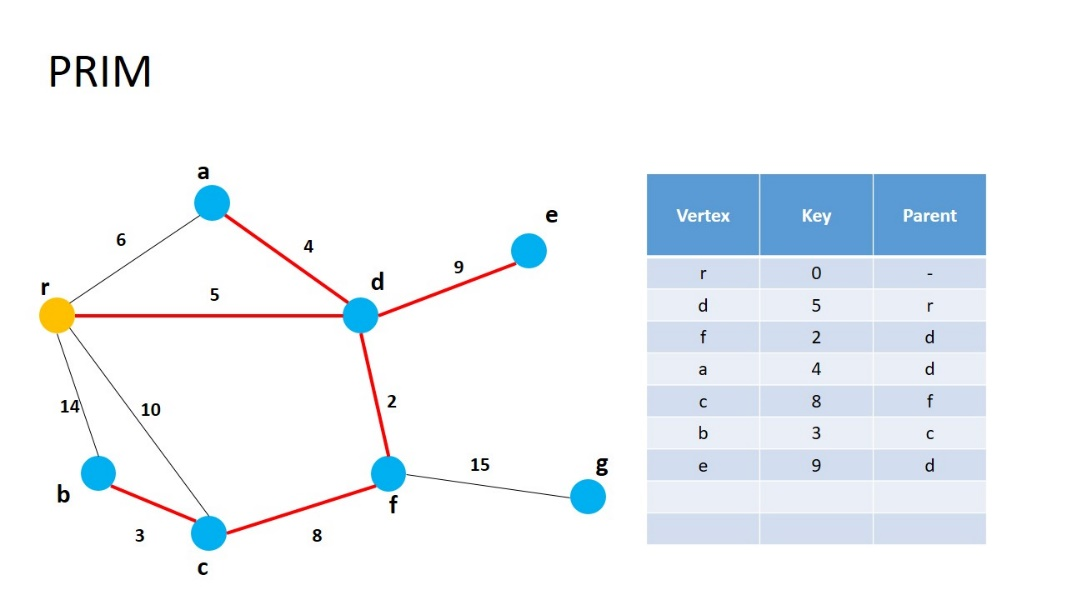 PRIM
a
e
6
4
9
d
r
5
14
10
2
b
15
g
f
3
8
c
Vertex Key Parent
r 0 -
d 5 r
f 2 d
a 4 d
c 8 f
b 3 c
e 9 d